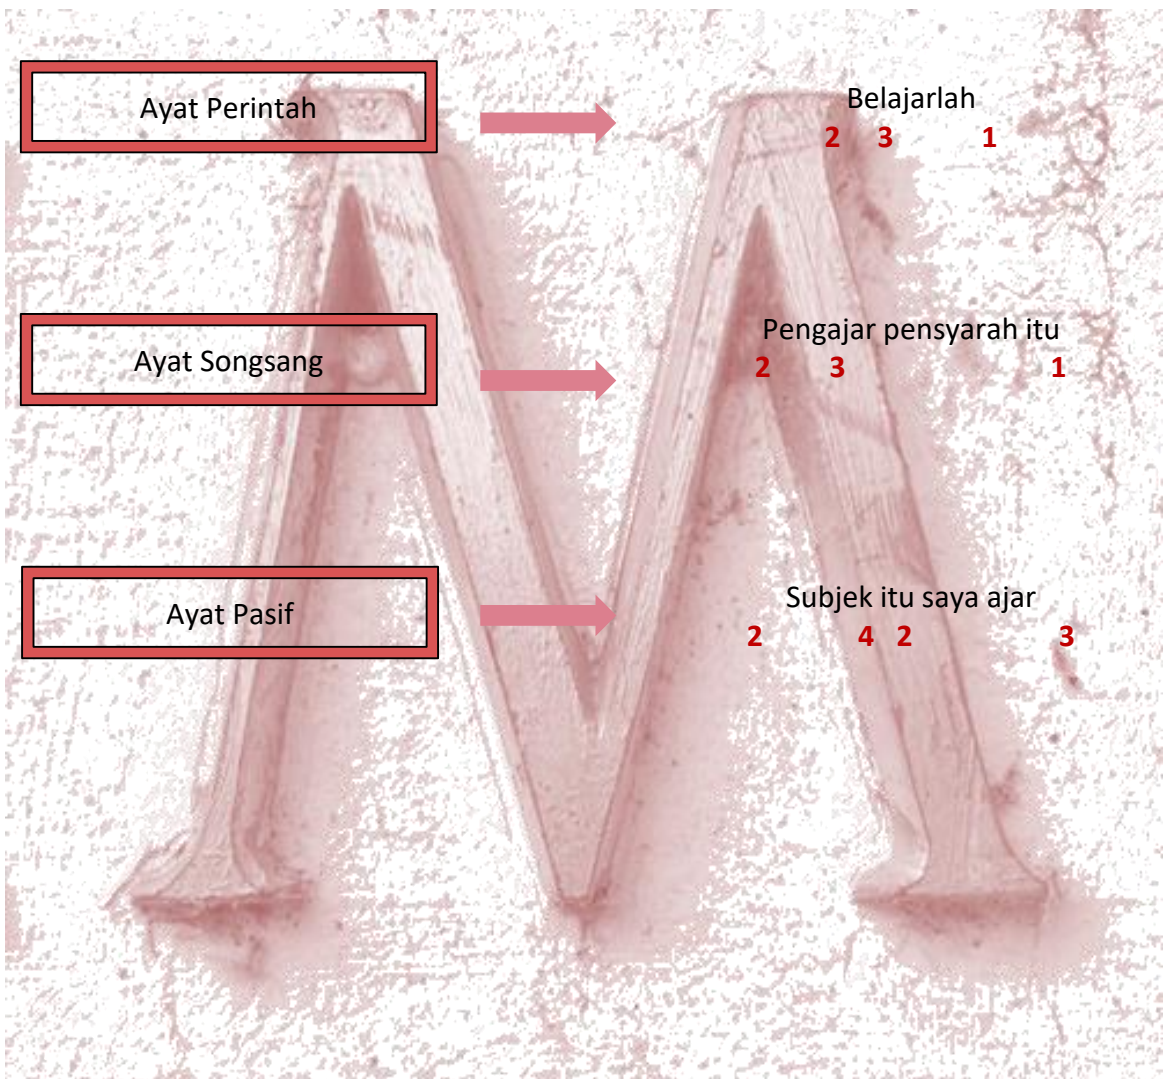 Ayat Perintah
Belajarlah
2 3 1
Ayat Songsang
Pengajar pensyarah itu
2 3 1
Ayat Pasif
Subjek itu saya ajar
2 4 2 3